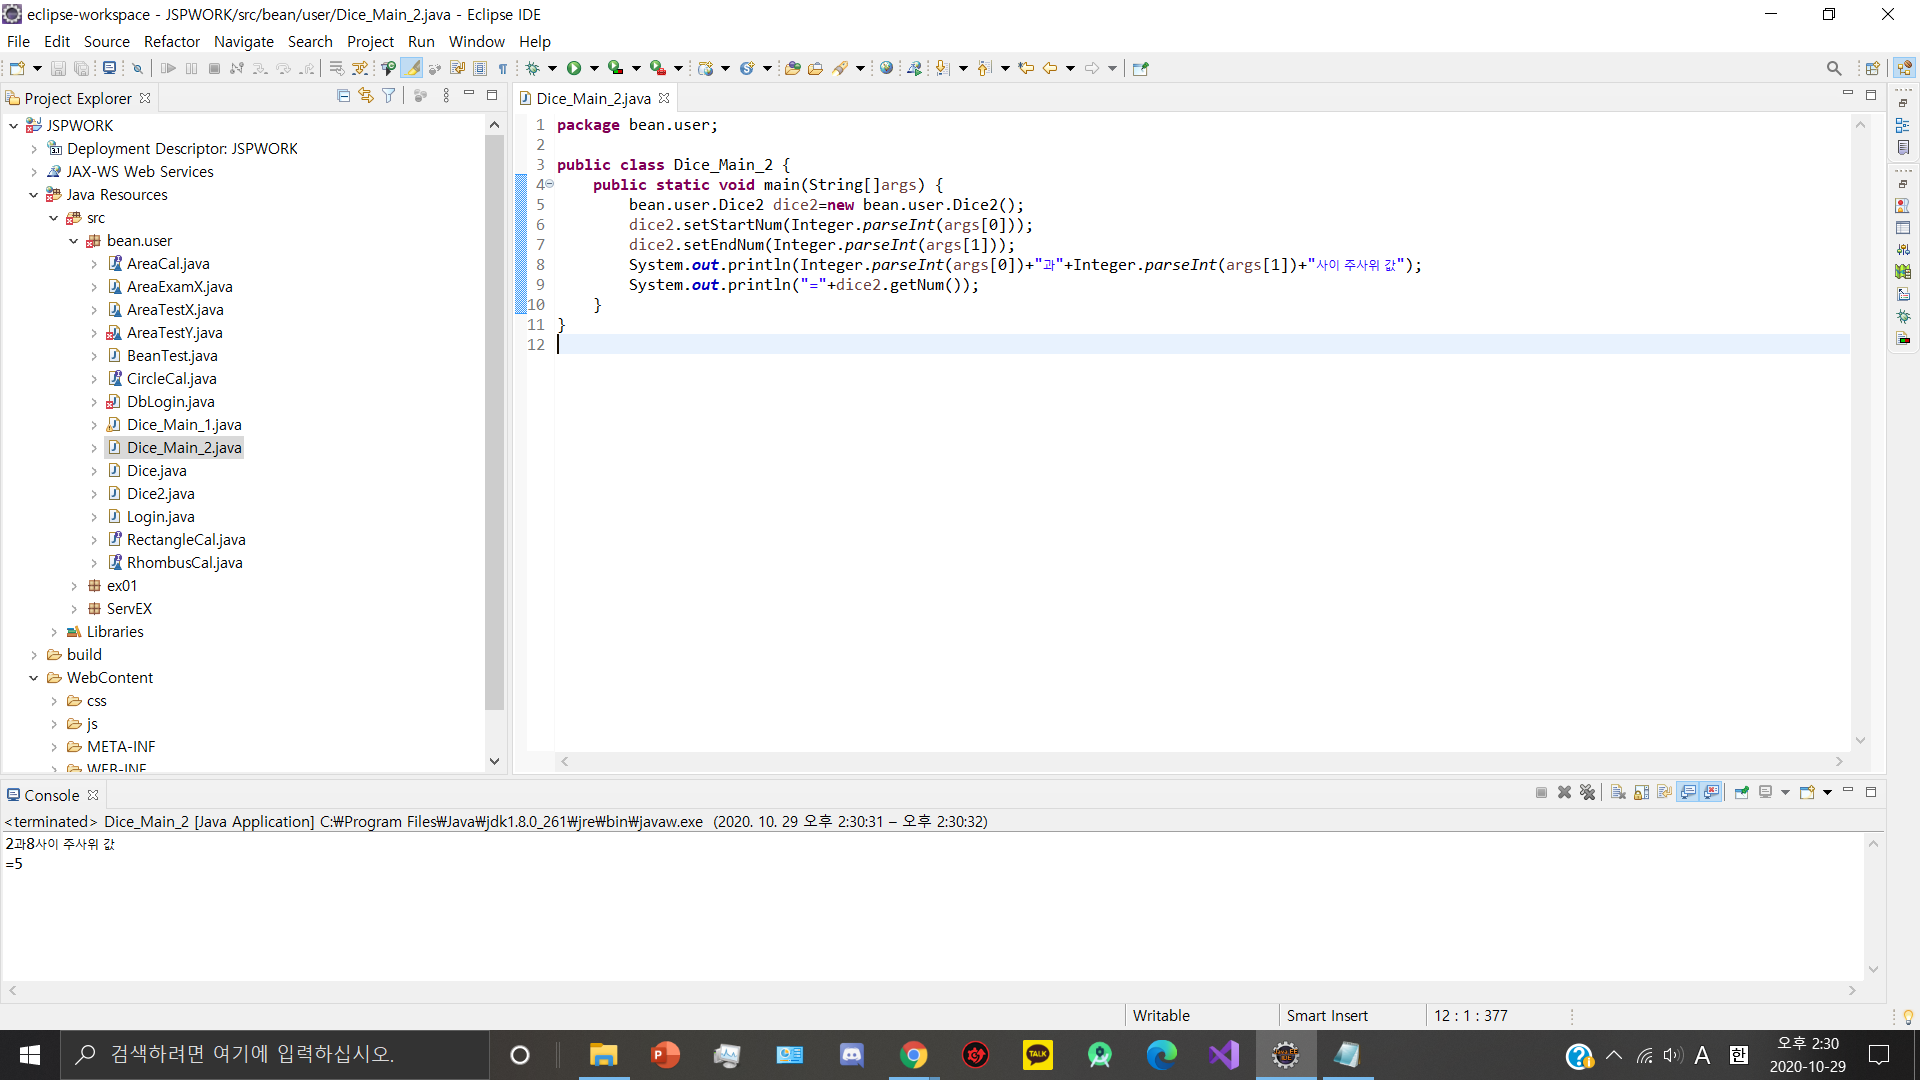 eclipse-workspace - JSPWORK/src/bean/user/Dice_Main_2.java - Eclipse IDE
File Edit Source Refactor Navigate Search Project Run Window Help
Project Explorer
JSPWORK
Deployment Descriptor: JSPWORK
JAX-WS Web Services
Java Resources
src
bean.user
AreaCal.java
AreaExamX.java
AreaTestX.java
AreaTestY.java
BeanTest.java
CircleCal.java
DbLogin.java
Dice_Main_1.java
Dice_Main_2.java
Dice.java
Dice2.java
Login.java
RectangleCal.java
RhombusCal.java
ex01
ServEX
Libraries
build
WebContent
css
js
META-INF
WEB-INF
Dice_Main_2.java
1 package bean.user;
2
3 public class Dice_Main_2 {
4 public static void main(String[]args) {
5 bean.user.Dice2 dice2=new bean.user.Dice2();
6 dice2.setStartNum(Integer.parseInt(args[0]));
7 dice2.setEndNum(Integer.parseInt(args[1]));
8 System.out.println(Integer.parseInt(args[0])+"과"+Integer.parseInt(args[1])+"사이 주사위 값");
9 System.out.println("="+dice2.getNum());
10 }
11 }
12
Console
<terminated> Dice_Main_2 [Java Application] C:₩Program Files₩Java₩jdk1.8.0_261₩jre₩bin₩javaw.exe (2020. 10. 29 오후 2:30:31 – 오후 2:30:32)
2과8사이 주사위 값
=5
Writable Smart Insert 12 : 1 : 377
검색하려면 여기에 입력하십시오.
TALK
A 한 오후 2:30
2020-10-29